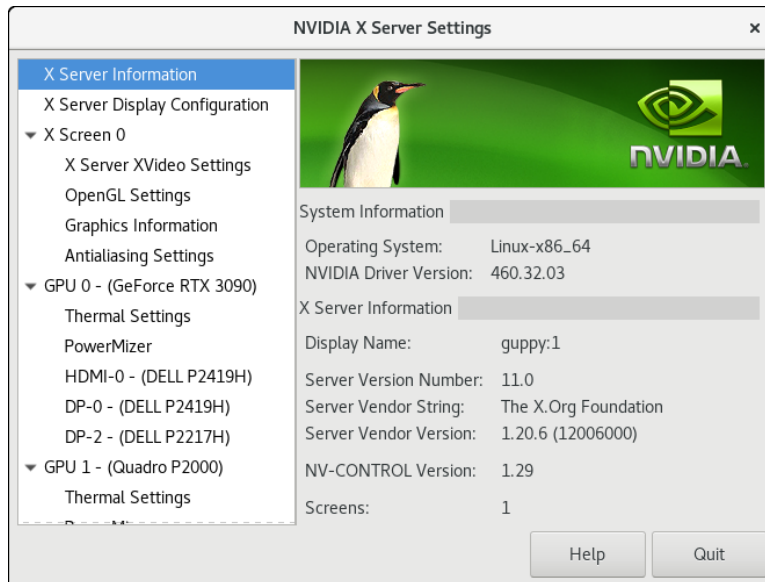 NVIDIA X Server Settings
X Server Information
X Server Display Configuration
X Screen 0
X Server XVideo Settings
OpenGL Settings
Graphics Information
Antialiasing Settings
GPU 0 - (GeForce RTX 3090)
Thermal Settings
PowerMizer
HDMI-0 - (DELL P2419H)
DP-0 - (DELL P2419H)
DP-2 - (DELL P2217H)
GPU 1 - (Quadro P2000)
Thermal Settings
NVIDIA.
System Information
Operating System: Linux-x86_64
NVIDIA Driver Version: 460.32.03
X Server Information
Display Name: guppy:1
Server Version Number: 11.0
Server Vendor String: The X.Org Foundation
Server Vendor Version: 1.20.6 (12006000)
NV-CONTROL Version: 1.29
Screens: 1
Help Quit